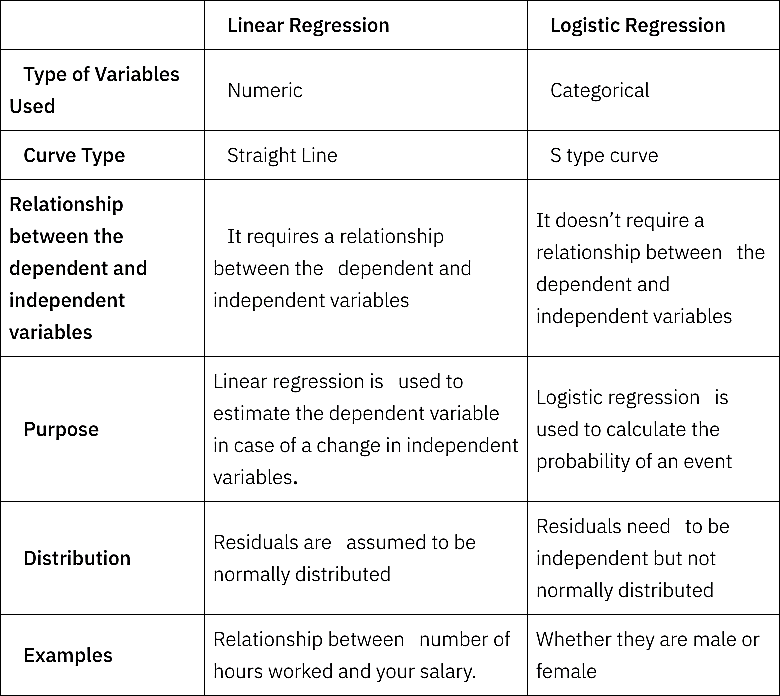 Linear Regression
Logistic Regression
Type of Variables
Used
Numeric
Categorical
Curve Type
Straight Line
S type curve
Relationship
between the
dependent and
independent
variables
It requires a relationship
between the dependent and
independent variables
It doesn't require a
relationship between the
dependent and
independent variables
Purpose
Linear regression is used to
estimate the dependent variable
in case of a change in independent
variables.
Logistic regression is
used to calculate the
probability of an event
Distribution
Residuals are assumed to be
normally distributed
Residuals need to be
independent but not
normally distributed
Examples
Relationship between number of
hours worked and your salary.
Whether they are male or
female